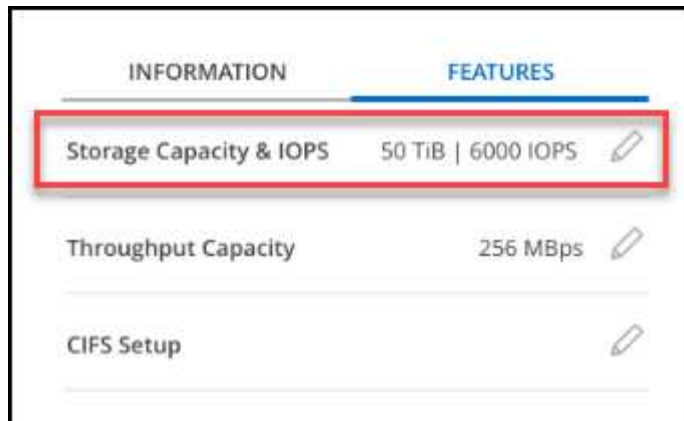 INFORMATION FEATURES
Storage Capacity & IOPS 50 TiB | 6000 IOPS
Throughput Capacity 256 MBps
CIFS Setup